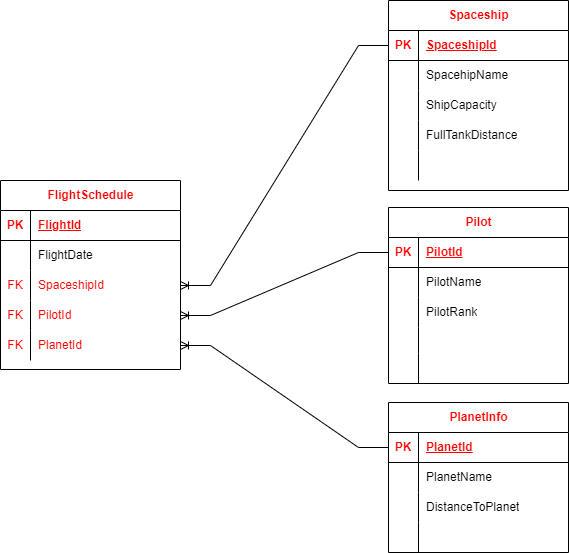 Spaceship
PK SpaceshipId
SpacehipName
ShipCapacity
FullTankDistance
FlightSchedule
PK FlightId
FlightDate
FK SpaceshipId
FK PilotId
FK PlanetId
Pilot
PK PilotId
PilotName
PilotRank
PlanetInfo
PK PlanetId
PlanetName
DistanceToPlanet